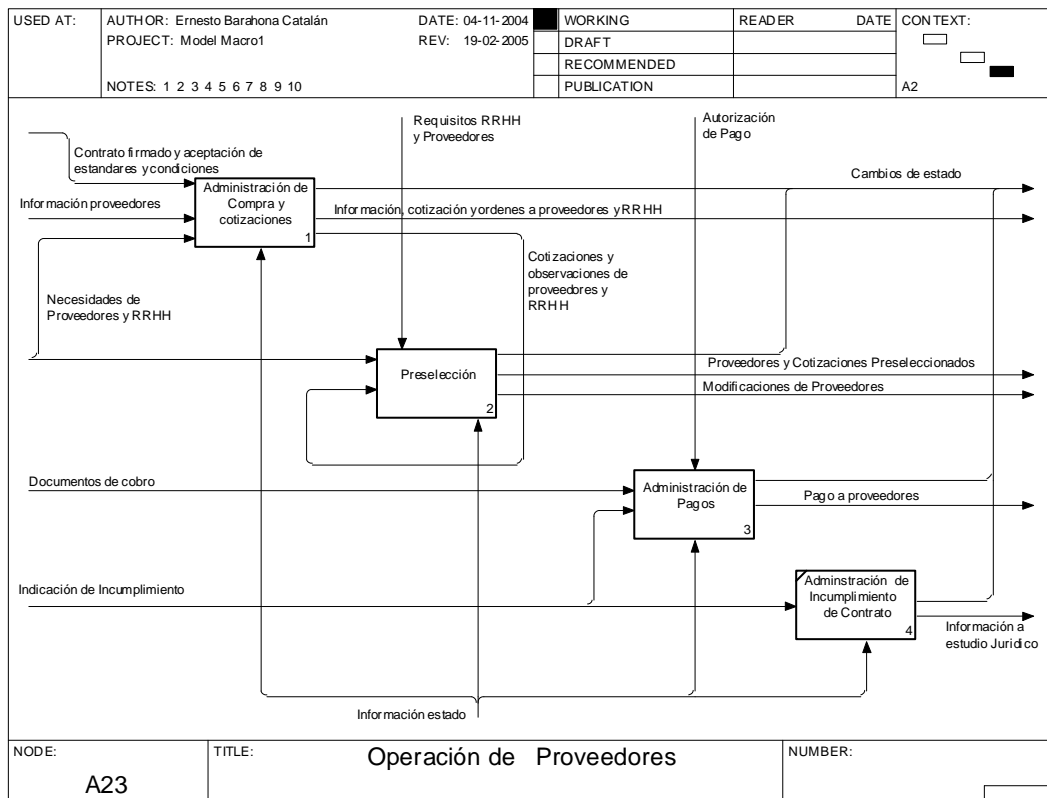 USED AT:
AUTHOR: Ernesto Barahona Catalán
DATE: 04-11-2004
PROJECT: Model Macro1
REV: 19-02-2005
NOTES: 1 2 3 4 5 6 7 8 9 10
WORKING
DRAFT
RECOMMENDED
PUBLICATION
READER DATE
CONTEXT:
A2
Requisitos RRHH
y Proveedores
Autorización
de Pago
Contrato firmado y aceptación de
estandares y condiciones
Cambios de estado
Administración de
Compra y
cotizaciones
1
Información proveedores
Información, cotización y ordenes a proveedores y RRHH
Cotizaciones y
observaciones de
proveedores y
RRHH
Necesidades de
Proveedores y RRHH
Preselección
2
Proveedores y Cotizaciones Preseleccionados
Modificaciones de Proveedores
Documentos de cobro
Administración de
Pagos
3
Pago a proveedores
Indicación de Incumplimiento
Adminstración de
Incumplimiento
de Contrato
4
Información a
estudio Juridico
Información estado
NODE:
A23
TITLE:
Operación de Proveedores
NUMBER: